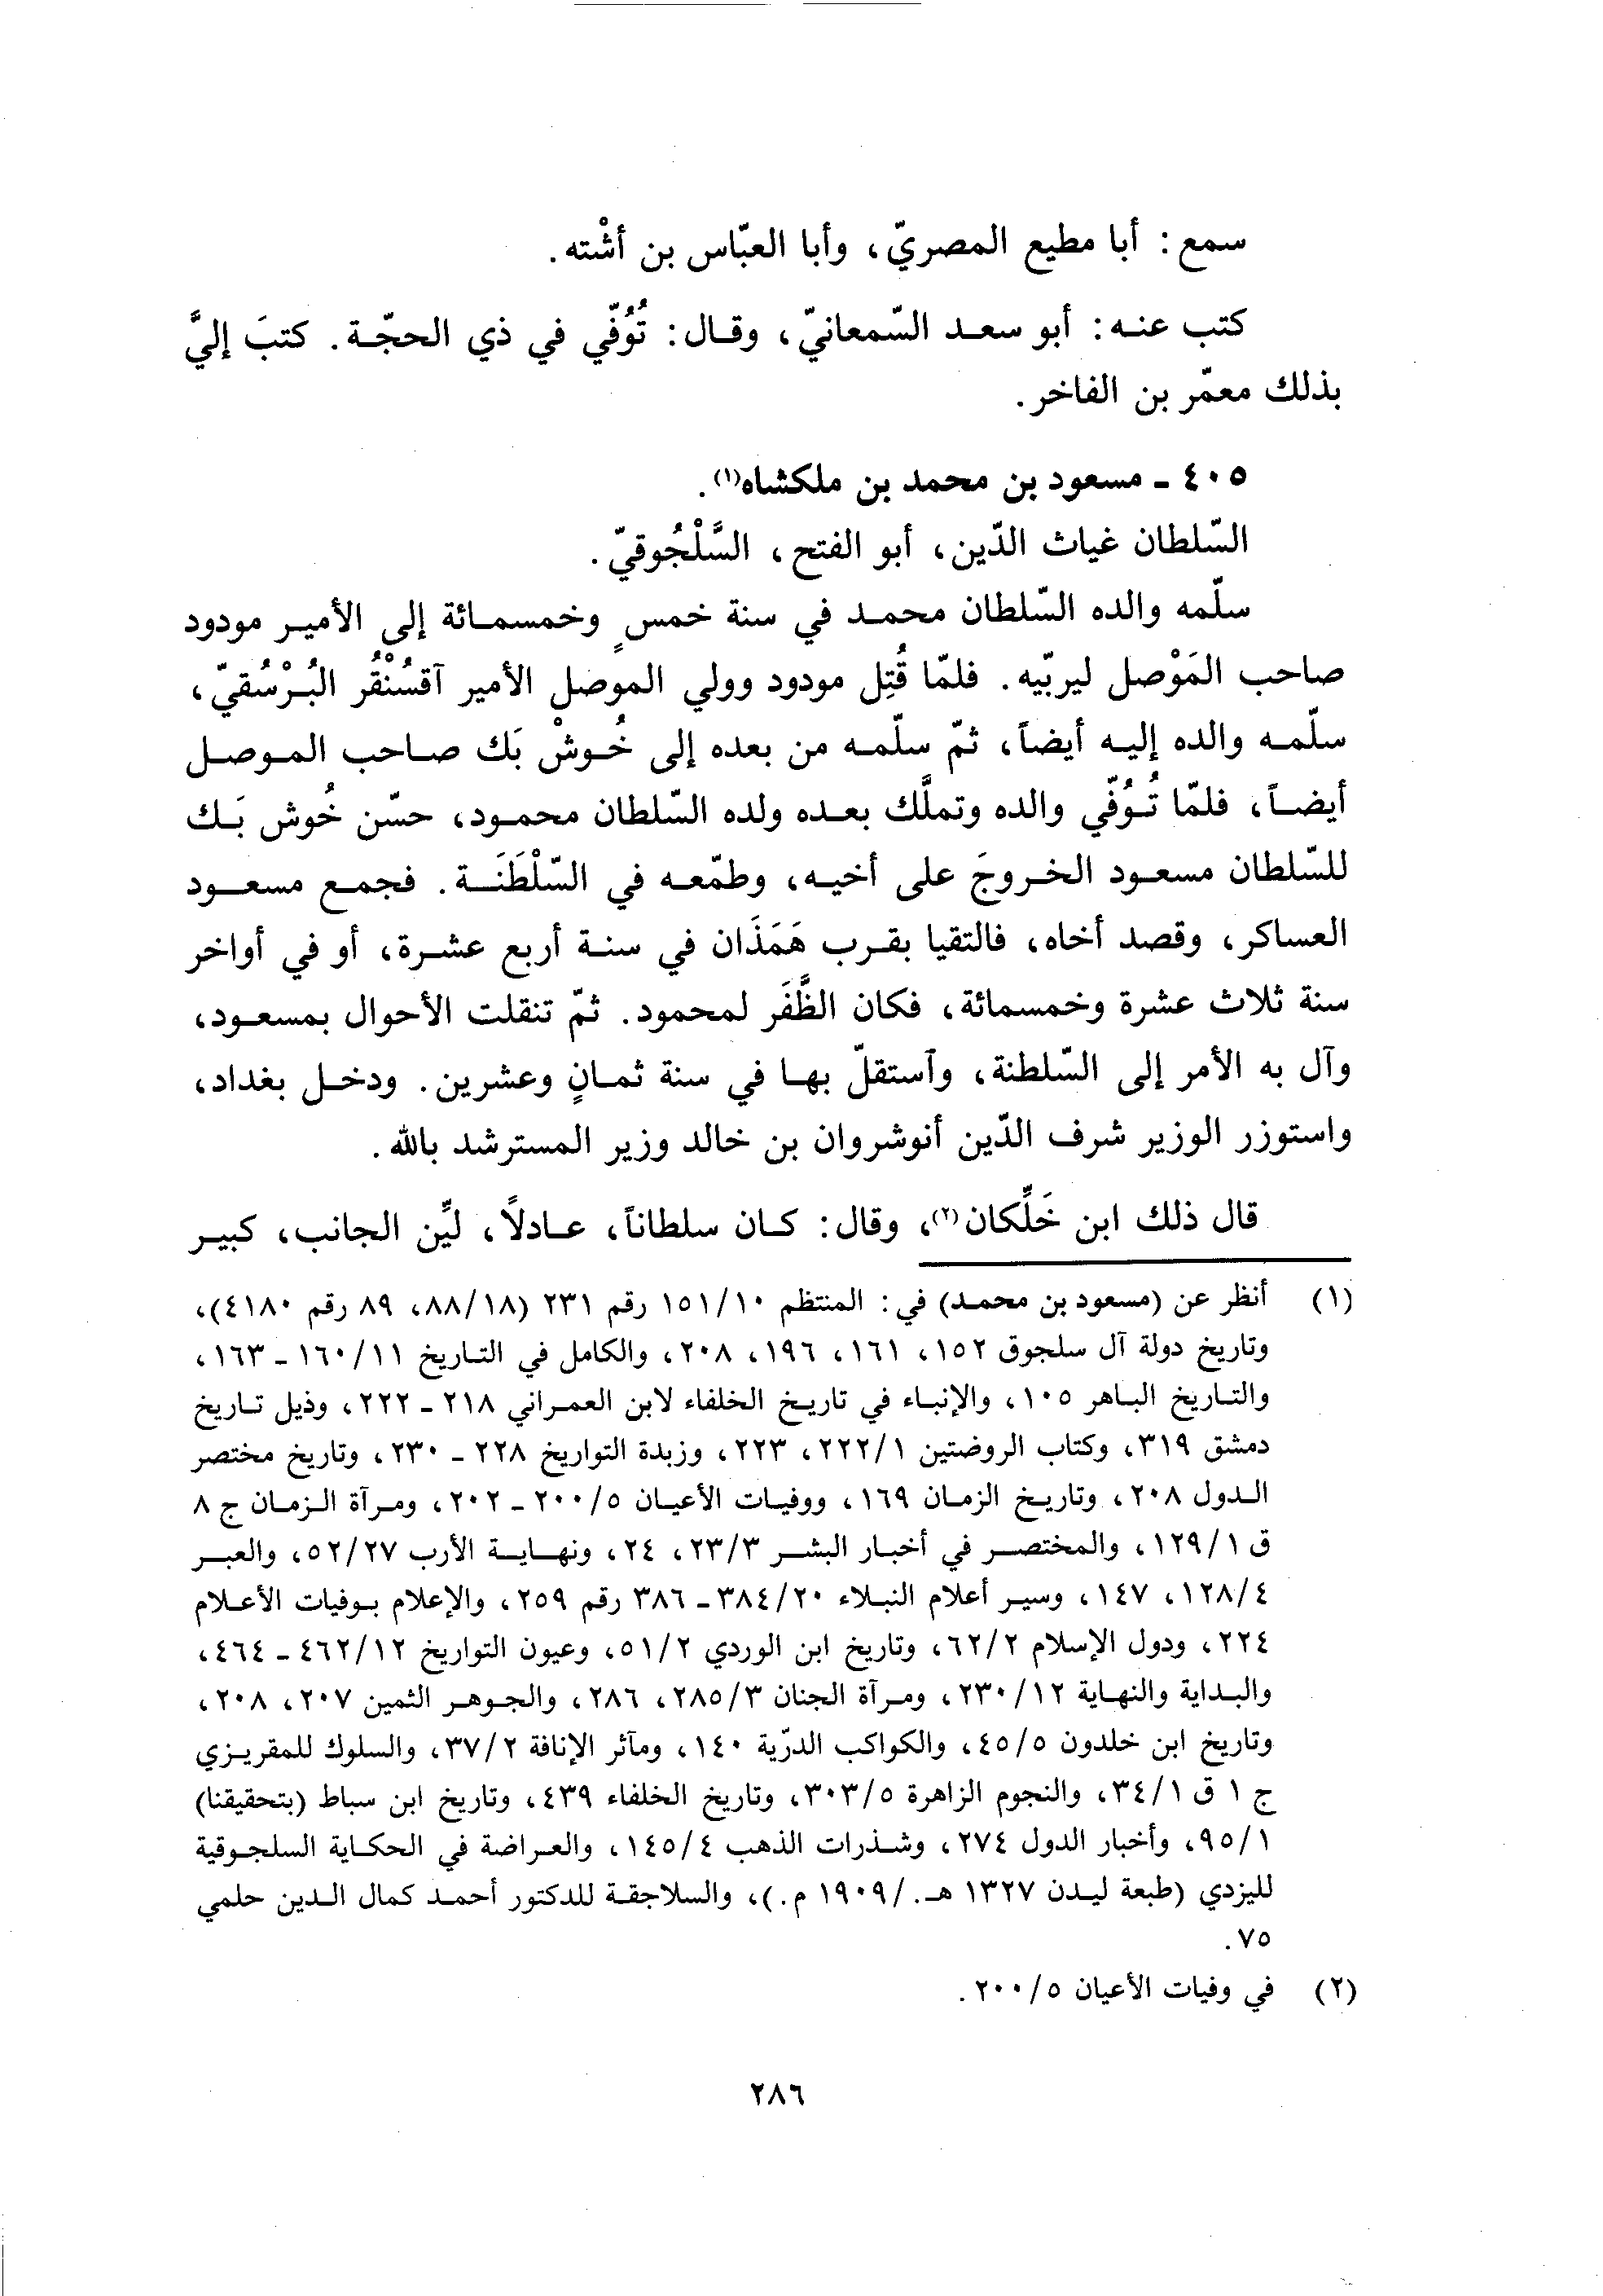 سمع: أبا مطيع المصريّ، وأبا العبّاس بن أشْته.
كتب عنه: أبو سعد السّمعانيّ، وقال: تُوُفّي في ذي الحجّة. كتبَ إليَّ
بذلك معمّر بن الفاخر.
٤٠٥ - مسعود بن محمد بن ملكشاه(١).
السّلطان غياث الدّين، أبو الفتح، السَّلْجُوقيّ.
سلّمه والده السّلطان محمد في سنة خمسٍ وخمسمائة إلى الأمير مودود
صاحب المَوْصل ليربّيه. فلمّا قُتِل مودود وولي الموصل الأمير آقسُنْقُر البُرْسُقيّ،
سلّمه والده إليه أيضاً، ثمّ سلّمه من بعده إلى خُوشْ بَك صاحب الموصل
أيضاً، فلمّا تُوُفّي والده وتملَّك بعده ولده السّلطان محمود، حسّن خُوش بَك
للسّلطان مسعود الخروجَ على أخيه، وطمّعه في السّلْطَنَة. فجمع مسعود
العساكر، وقصد أخاه، فالتقيا بقرب هَمَذَان في سنة أربع عشرة، أو في أواخر
سنة ثلاث عشرة وخمسمائة، فكان الظَّفَر لمحمود. ثمّ تنقلت الأحوال بمسعود،
وآل به الأمر إلى السّلطنة، وآستقلّ بها في سنة ثمانٍ وعشرين. ودخل بغداد،
واستوزر الوزير شرف الدّين أنوشروان بن خالد وزير المسترشد بالله.
قال ذلك ابن خَلِّكان(٢)، وقال: كان سلطاناً، عادلاً، ليِّن الجانب، كبير
(١) أنظر عن (مسعود بن محمد) في: المنتظم ١٥١/١٠ رقم ٢٣١ (٨٨/١٨، ٨٩ رقم ٤١٨٠)،
وتاريخ دولة آل سلجوق ١٥٢، ١٦١، ١٩٦، ٢٠٨، والكامل في التاريخ ١٦٠/١١ - ١٦٣،
والتاريخ الباهر ١٠٥، والإنباء في تاريخ الخلفاء لابن العمراني ٢١٨ - ٢٢٢، وذيل تاريخ
دمشق ٣١٩، وكتاب الروضتين ٢٢٢/١، ٢٢٣، وزبدة التواريخ ٢٢٨ - ٢٣٠، وتاريخ مختصر
الدول ٢٠٨، وتاريخ الزمان ١٦٩، ووفيات الأعيان ٢٠٠/٥ - ٢٠٢، ومرآة الزمان ج ٨
ق ١٢٩/١، والمختصر في أخبار البشر ٢٣/٣، ٢٤، ونهاية الأرب ٥٢/٢٧، والعبر
١٢٨/٤، ١٤٧، وسير أعلام النبلاء ٣٨٤/٢٠ - ٣٨٦ رقم ٢٥٩، والإعلام بوفيات الأعلام
٢٢٤، ودول الإسلام ٦٢/٢، وتاريخ ابن الوردي ٥١/٢، وعيون التواريخ ٤٦٢/١٢ - ٤٦٤،
والبداية والنهاية ٢٣٠/١٢، ومرآة الجنان ٢٨٥/٣، ٢٨٦، والجوهر الثمين ٢٠٧، ٢٠٨،
وتاريخ ابن خلدون ٤٥/٥، والكواكب الدرّية ١٤٠، ومآثر الإنافة ٣٧/٢، والسلوك للمقريزي
ج ١ ق ٣٤/١، والنجوم الزاهرة ٣٠٣/٥، وتاريخ الخلفاء ٤٣٩، وتاريخ ابن سباط (بتحقيقنا)
٩٥/١، وأخبار الدول ٢٧٤، وشذرات الذهب ١٤٥/٤، والعراضة في الحكاية السلجوقية
لليزدي (طبعة ليدن ١٣٢٧ هـ./١٩٠٩ م.)، والسلاجقة للدكتور أحمد كمال الدين حلمي
٧٥.
(٢) في وفيات الأعيان ٢٠٠/٥.
٢٨٦